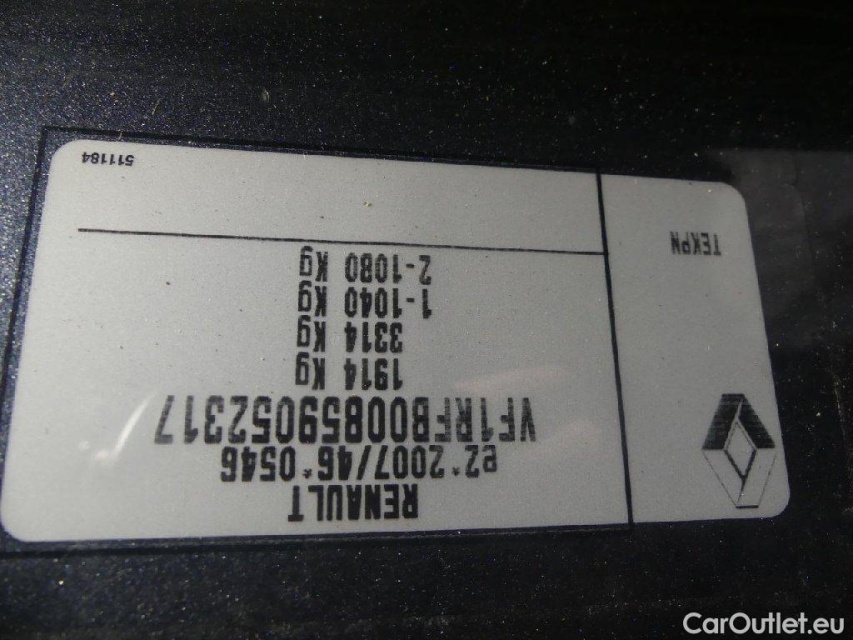 RENAULT
e2*2007/46*0546
VF1RFB00859052317
1914 Kg
3314 Kg
1-1040 Kg
2-1080 Kg
511184
TEKPN
CarOutlet.eu